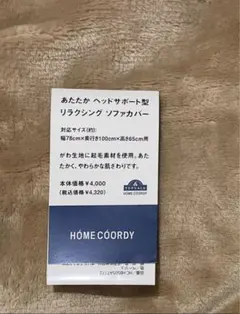 あたたか ヘッドサポート型
リラクシング ソファカバー
対応サイズ(約)
幅78cm×奥行き100cm×高さ65cm用
がわ生地に起毛素材を使用。あた
たかく、やわらかな肌ざわりです。
本体価格¥4,000
(税込価格¥4,320)
TOPVALU
HOME COORDY
HOME COORDY